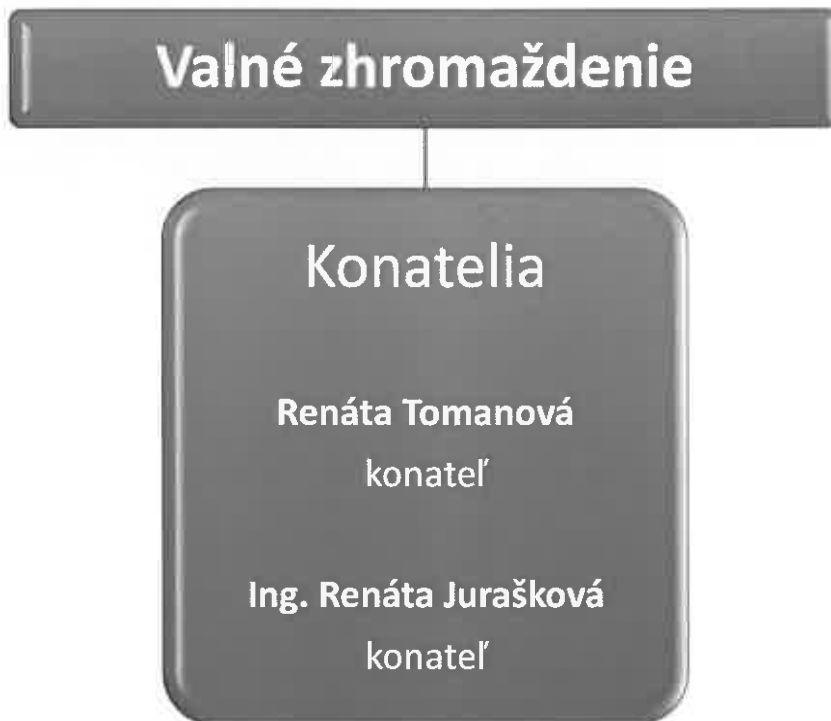 Valné zhromaždenie
Konatelia
Renáta Tomanová
konateľ
Ing. Renáta Jurašková
konateľ